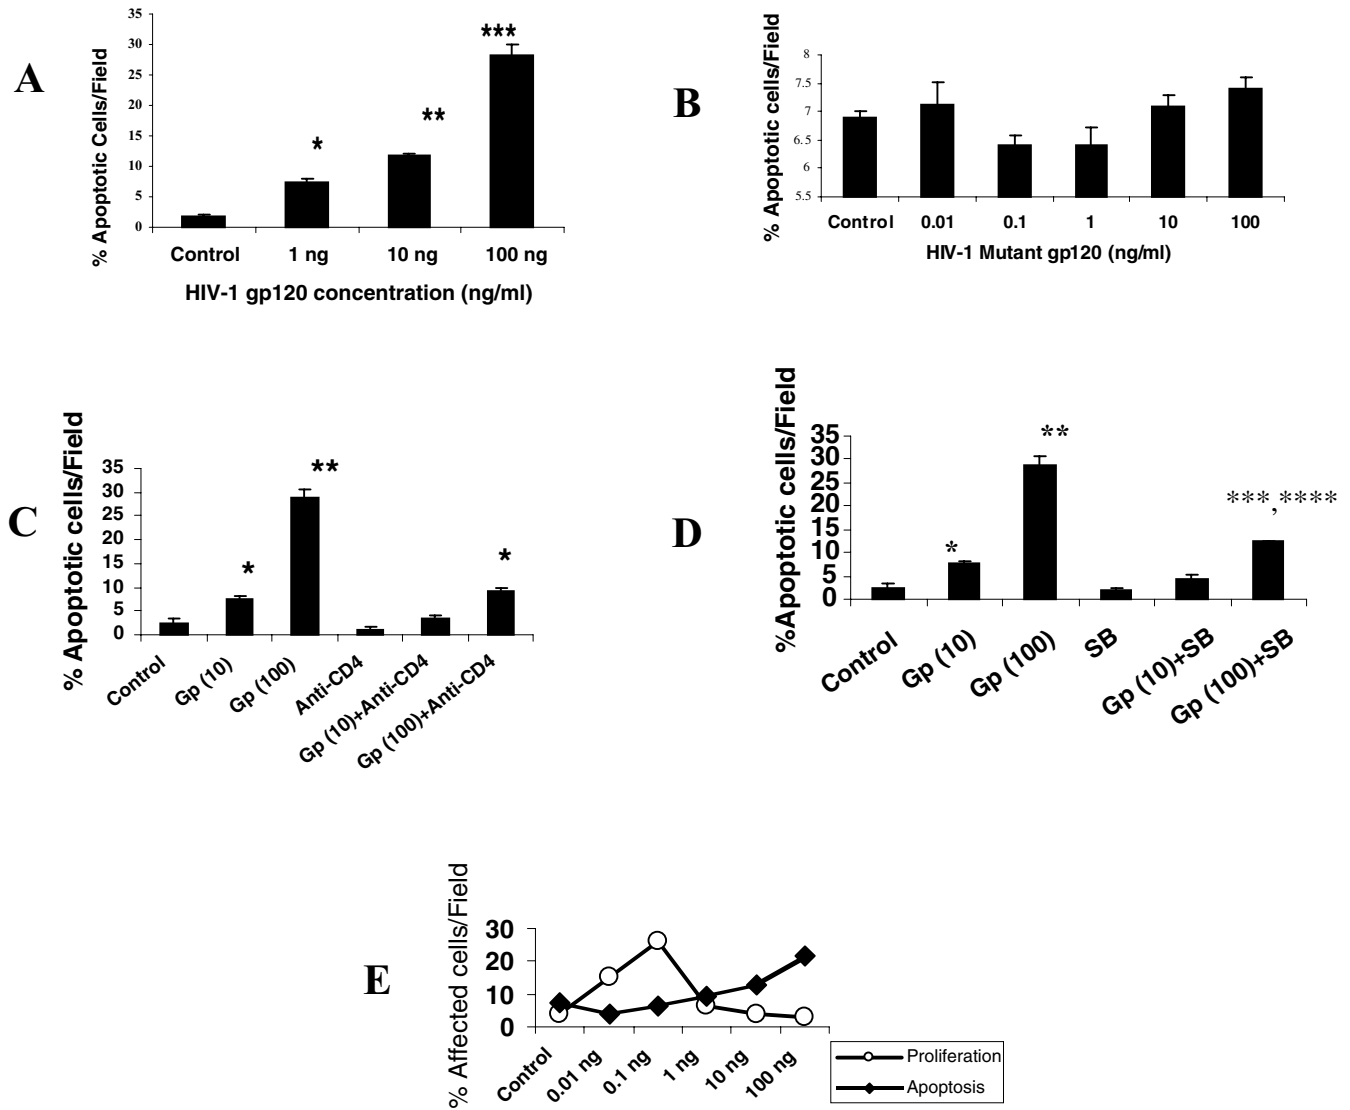 A
% Apoptotic Cells/Field
35
30
25
20
15
10
5
0
*
**
***
Control 1 ng 10 ng 100 ng
HIV-1 gp120 concentration (ng/ml)
B
% Apoptotic cells/Field
8
7.5
7
6.5
6
5.5
Control 0.01 0.1 1 10 100
HIV-1 Mutant gp120 (ng/ml)
C
% Apoptotic cells/Field
35
30
25
20
15
10
5
0
*
**
*
Control
Gp (10)
Gp (100)
Anti-CD4
Gp (10)+Anti-CD4
Gp (100)+Anti-CD4
D
%Apoptotic cells/Field
35
30
25
20
15
10
5
0
*
**
***,****
Control
Gp (10)
Gp (100)
SB
Gp (10)+SB
Gp (100)+SB
E
% Affected cells/Field
30
20
10
0
Control
0.01 ng
0.1 ng
1 ng
10 ng
100 ng
Proliferation
Apoptosis